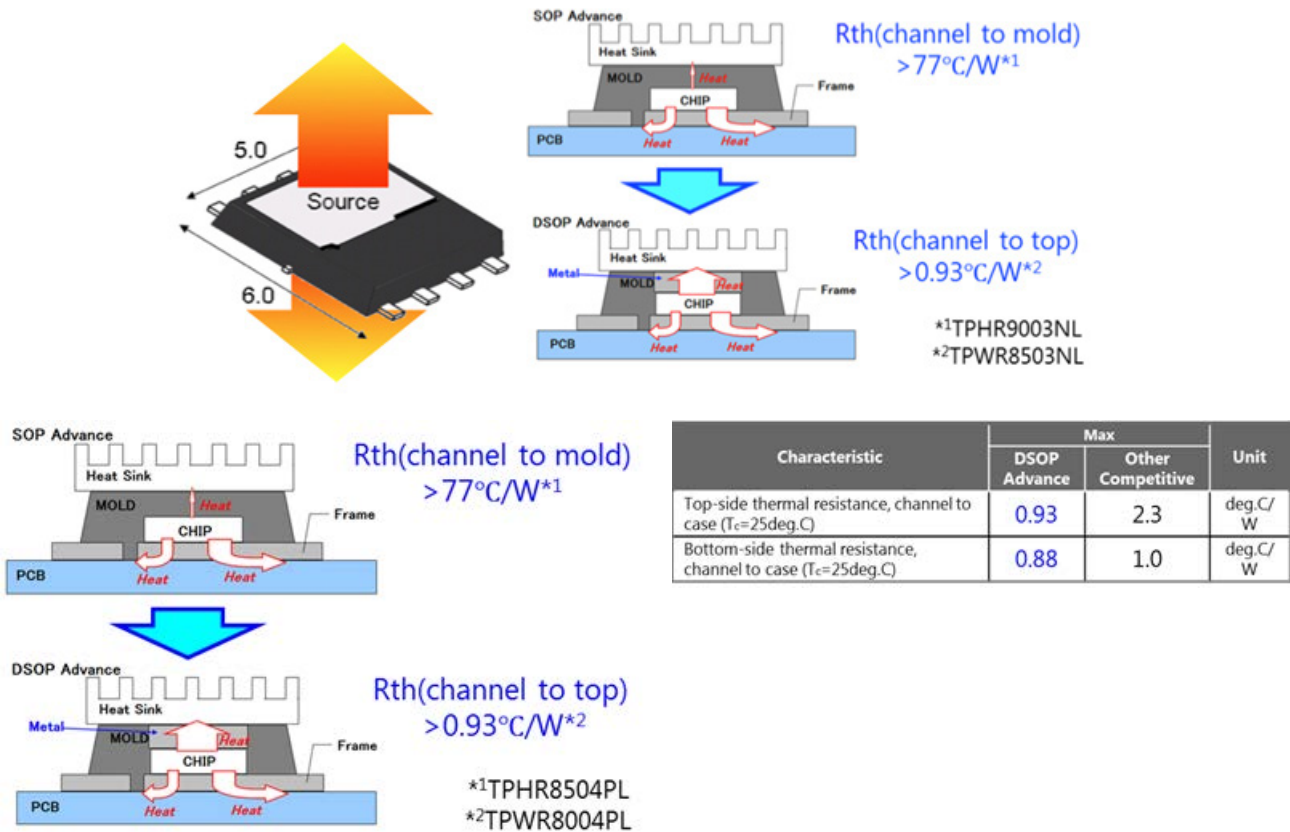 5.0
Source
6.0
SOP Advance
Heat Sink
MOLD
Heat
CHIP
Frame
PCB
Heat
Heat
Rth(channel to mold)
>77℃/W*1
DSOP Advance
Heat Sink
Metal
MOLD
Heat
CHIP
Frame
PCB
Heat
Heat
Rth(channel to top)
>0.93℃/W*2
*1TPHR9003NL
*2TPWR8503NL
SOP Advance
Heat Sink
MOLD
Heat
CHIP
Frame
PCB
Heat
Heat
Rth(channel to mold)
>77℃/W*1
DSOP Advance
Heat Sink
Metal
MOLD
Heat
CHIP
Frame
PCB
Heat
Heat
Rth(channel to top)
>0.93℃/W*2
*1TPHR8504PL
*2TPWR8004PL
Characteristic
Max
DSOP
Advance
Other
Competitive
Unit
Top-side thermal resistance, channel to
case (Tc=25deg.C)
0.93
2.3
deg.C/
W
Bottom-side thermal resistance,
channel to case (Tc=25deg.C)
0.88
1.0
deg.C/
W